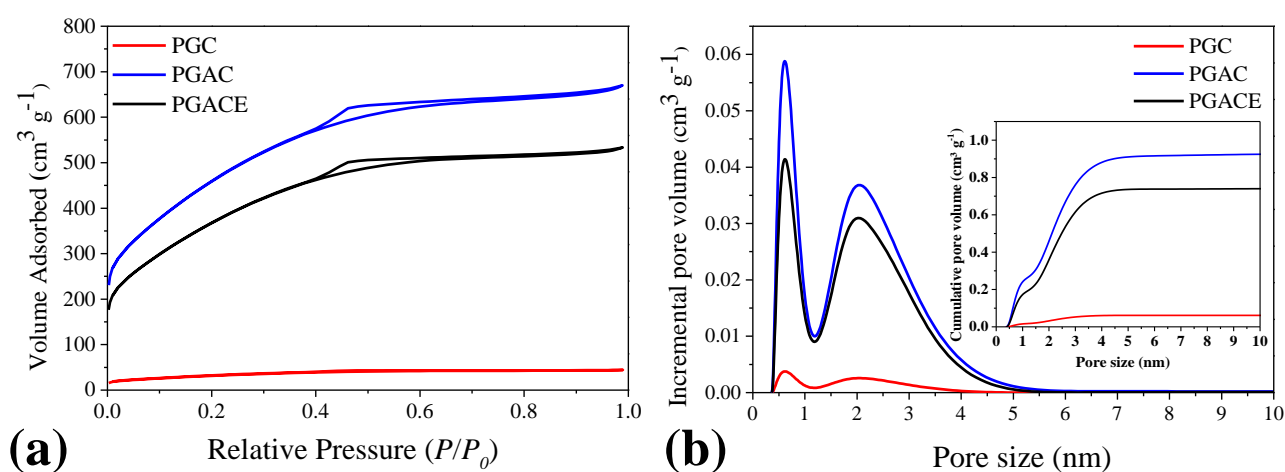 800
700
600
500
400
300
200
100
0
Volume Adsorbed (cm³ g⁻¹)
PGC
PGAC
PGACE
0.0 0.2 0.4 0.6 0.8 1.0
Relative Pressure (P/P₀)
(a)
0.06
0.05
0.04
0.03
0.02
0.01
0.00
Incremental pore volume (cm³ g⁻¹)
PGC
PGAC
PGACE
1.0
0.8
0.6
0.4
0.2
0.0
Cumulative pore volume (cm³ g⁻¹)
0 1 2 3 4 5 6 7 8 9 10
Pore size (nm)
0 1 2 3 4 5 6 7 8 9 10
Pore size (nm)
(b)